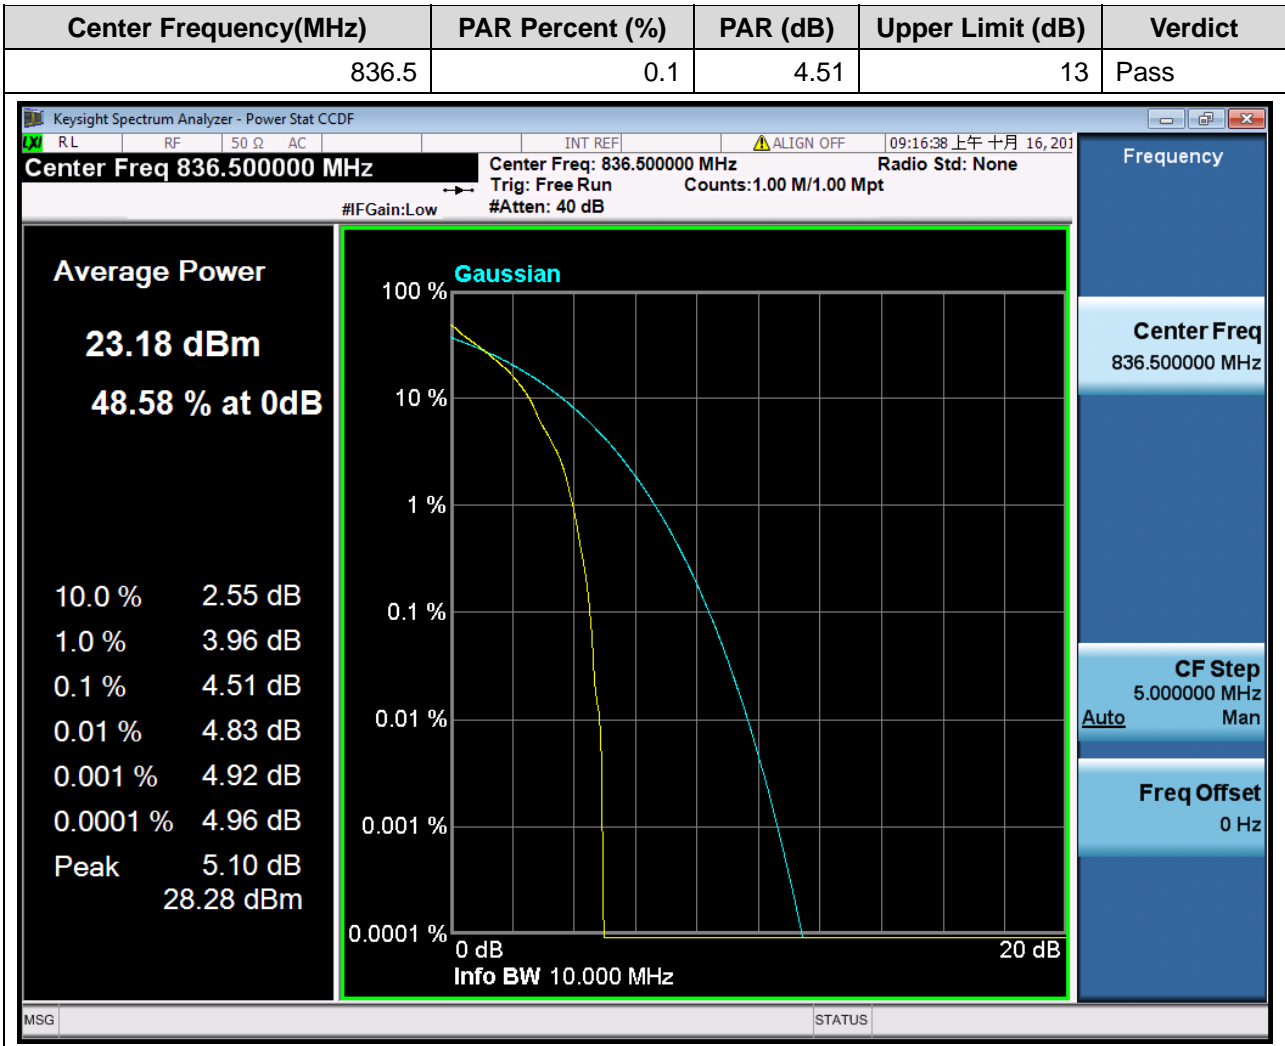 Center Frequency(MHz) PAR Percent (%) PAR (dB) Upper Limit (dB) Verdict
836.5 0.1 4.51 13 Pass
Keysight Spectrum Analyzer - Power Stat CCDF
LXI RL RF 50 Ω AC INT REF ALIGN OFF 09:16:38 上午 十月 16, 201
Center Freq 836.500000 MHz
Center Freq: 836.500000 MHz Radio Std: None
Trig: Free Run Counts:1.00 M/1.00 Mpt
#IFGain:Low #Atten: 40 dB
Average Power
23.18 dBm
48.58 % at 0dB
10.0 % 2.55 dB
1.0 % 3.96 dB
0.1 % 4.51 dB
0.01 % 4.83 dB
0.001 % 4.92 dB
0.0001 % 4.96 dB
Peak 5.10 dB
28.28 dBm
Gaussian
100 %
10 %
1 %
0.1 %
0.01 %
0.001 %
0.0001 %
0 dB 20 dB
Info BW 10.000 MHz
Frequency
Center Freq
836.500000 MHz
CF Step
5.000000 MHz
Auto Man
Freq Offset
0 Hz
MSG STATUS